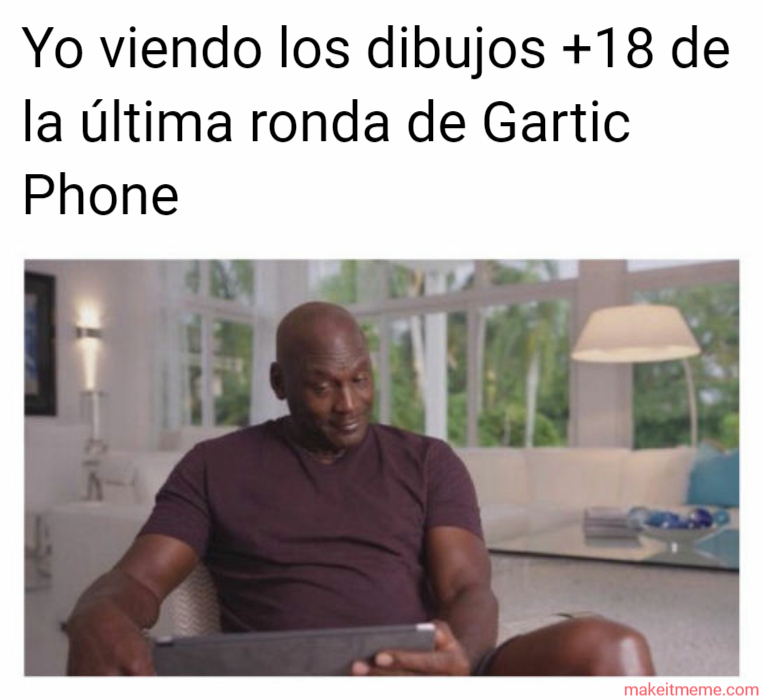 Yo viendo los dibujos +18 de
la última ronda de Gartic
Phone
makeitmeme.com